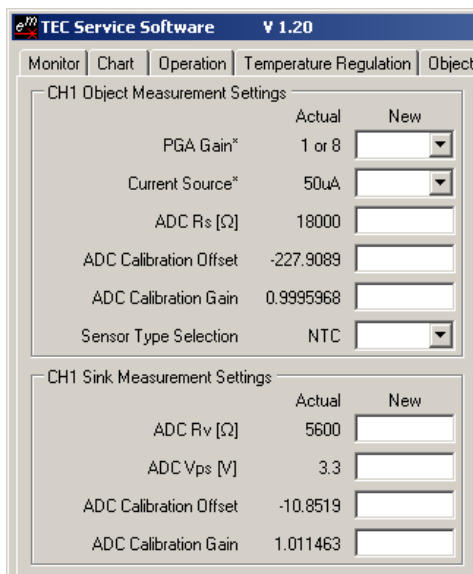 em TEC Service Software V 1.20
Monitor Chart Operation Temperature Regulation Object
CH1 Object Measurement Settings
Actual New
PGA Gain* 1 or 8
Current Source* 50uA
ADC Rs [Ω] 18000
ADC Calibration Offset -227.9089
ADC Calibration Gain 0.9995968
Sensor Type Selection NTC
CH1 Sink Measurement Settings
Actual New
ADC Rv [Ω] 5600
ADC Vps [V] 3.3
ADC Calibration Offset -10.8519
ADC Calibration Gain 1.011463